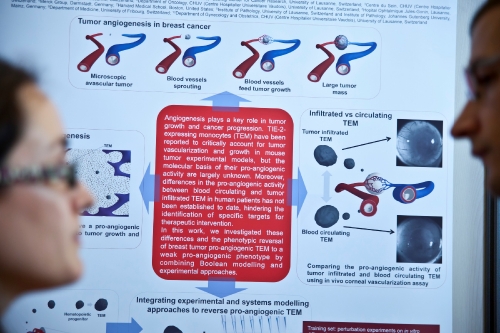 Tumor angiogenesis in breast cancer
Microscopic
avascular tumor
Blood vessels
sprouting
Blood vessels
feed tumor growth
Large tumor
mass
Angiogenesis plays a key role in
tumor growth and cancer progression. TIE-2-
expressing monocytes (TEM) have been
reported to critically account for tumor
vascularization and growth in mouse
tumor experimental models, but the
molecular basis of their pro-angiogenic
activity are largely unknown. Moreover,
differences in the pro-angiogenic activity
between blood circulating and tumor
infiltrated TEM in human patients has not
been established to date, hindering the
identification of specific targets for
therapeutic intervention.
In this work, we investigated these
differences and the phenotypic reversal
of breast tumor pro-angiogenic TEM to a
weak pro-angiogenic phenotype by
combining Boolean modelling and
experimental approaches.
Infiltrated vs circulating
TEM
Tumor infiltrated
TEM
Blood circulating
TEM
Comparing the pro-angiogenic activity of
tumor infiltrated and blood circulating TEM
using in vivo corneal vascularization assay
enesis
TEM
a pro-angiogenic
tumor growth and
Integrating experimental and systems modelling
approaches to reverse pro-angiogenic TEM
Hematopoietic
progenitor
TEM
Training set: perturbation experiments on in vitro